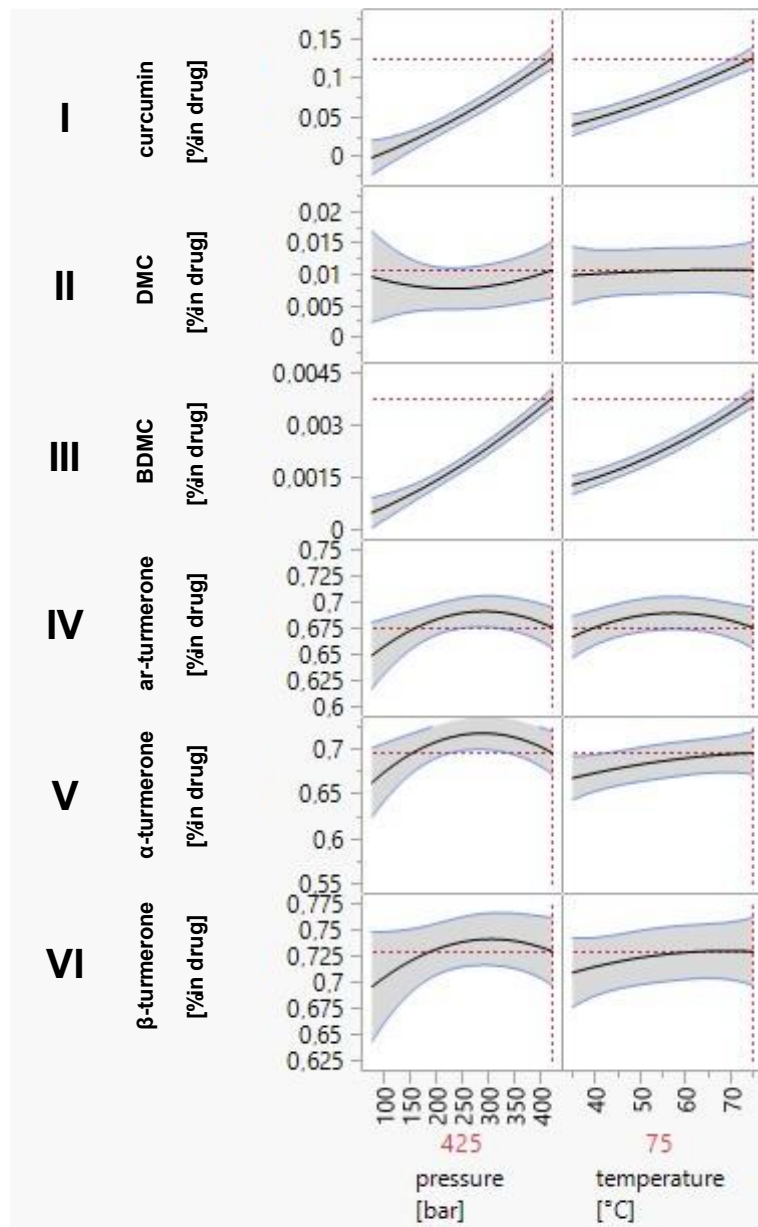 I
curcumin
[%in drug]
0,15
0,1
0,05
0
II
DMC
[%in drug]
0,02
0,015
0,01
0,005
0
III
BDMC
[%in drug]
0,0045
0,003
0,0015
0
IV
ar-turmerone
[%in drug]
0,75
0,725
0,7
0,675
0,65
0,625
0,6
V
α-turmerone
[%in drug]
0,7
0,65
0,6
0,55
VI
β-turmerone
[%in drug]
0,775
0,75
0,725
0,7
0,675
0,65
0,625
100 150 200 250 300 350 400
40 50 60 70
425
pressure
[bar]
75
temperature
[°C]